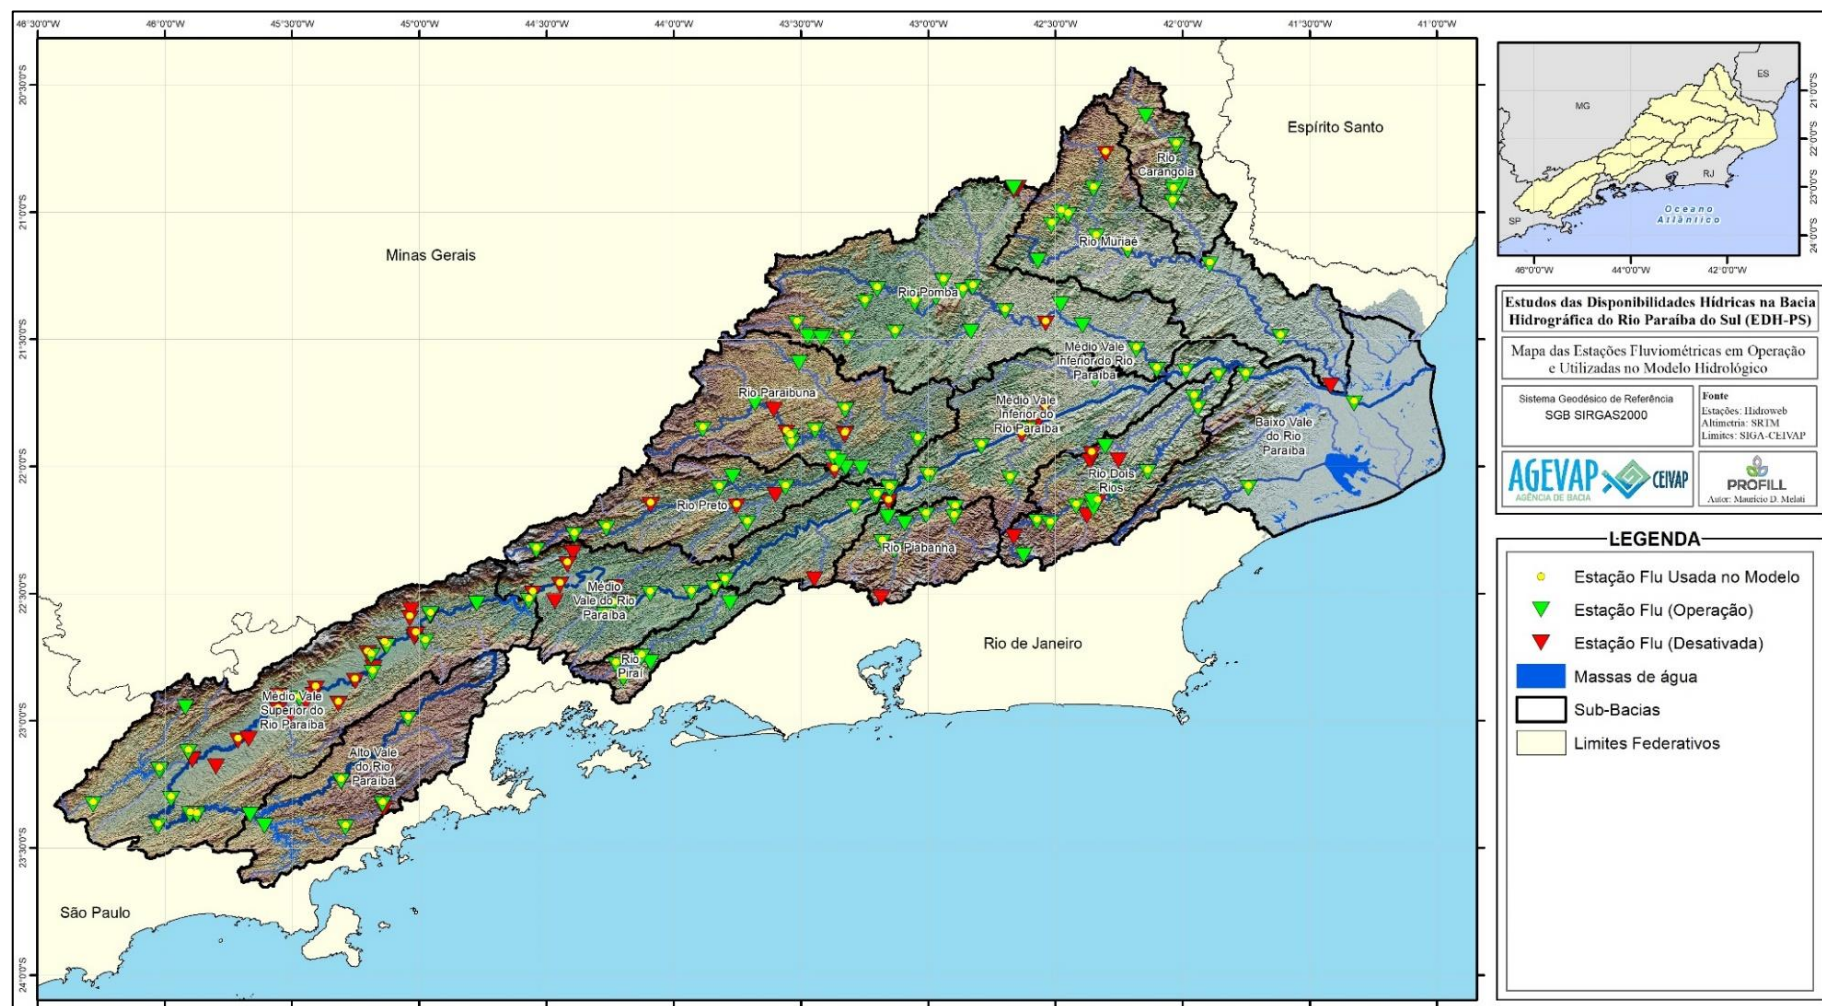 46°30'0"W 46°0'0"W 45°30'0"W 45°0'0"W 44°30'0"W 44°0'0"W 43°30'0"W 43°0'0"W 42°30'0"W 42°0'0"W 41°30'0"W 41°0'0"W
20°30'0"S
21°0'0"S
21°30'0"S
22°0'0"S
22°30'0"S
23°0'0"S
23°30'0"S
24°0'0"S
Espírito Santo
Minas Gerais
Rio de Janeiro
São Paulo
Rio
Carangola
Rio Muriaé
Rio Pomba
Médio Vale
Inferior do Rio
Paraíba
Rio Paraibuna
Médio Vale
Inferior do
Rio Paraíba
Baixo Vale
do Rio
Paraíba
Rio Dois
Rios
Rio Preto
Rio Piabanha
Médio
Vale do Rio
Paraíba
Rio
Piraí
Médio Vale
Superior do
Rio Paraíba
Alto Vale
do Rio
Paraíba
ES
MG
RJ
SP
Oceano
Atlântico
21°0'0"S
22°0'0"S
23°0'0"S
24°0'0"S
46°0'0"W 44°0'0"W 42°0'0"W
Estudos das Disponibilidades Hídricas na Bacia
Hidrográfica do Rio Paraíba do Sul (EDH-PS)
Mapa das Estações Fluviométricas em Operação
e Utilizadas no Modelo Hidrológico
Sistema Geodésico de Referência
SGB SIRGAS2000
Fonte
Estações: Hidroweb
Altimetria: SRTM
Limites: SIGA-CEIVAP
AGEVAP
AGÊNCIA DE BACIA
CEIVAP
PROFILL
Autor: Maurício D. Melati
LEGENDA
Estação Flu Usada no Modelo
Estação Flu (Operação)
Estação Flu (Desativada)
Massas de água
Sub-Bacias
Limites Federativos